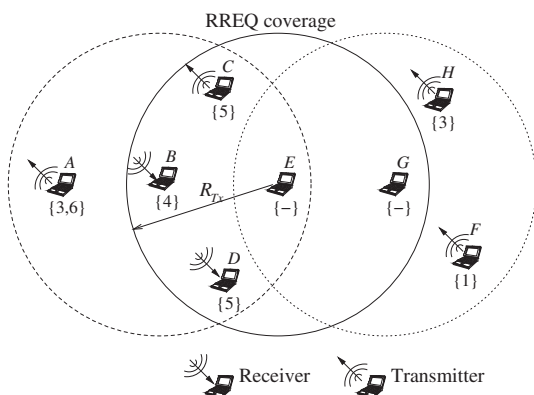 RREQ coverage
C
{5}
H
{3}
A
{3,6}
B
{4}
R_Tx
E
{−}
G
{−}
D
{5}
F
{1}
Receiver
Transmitter